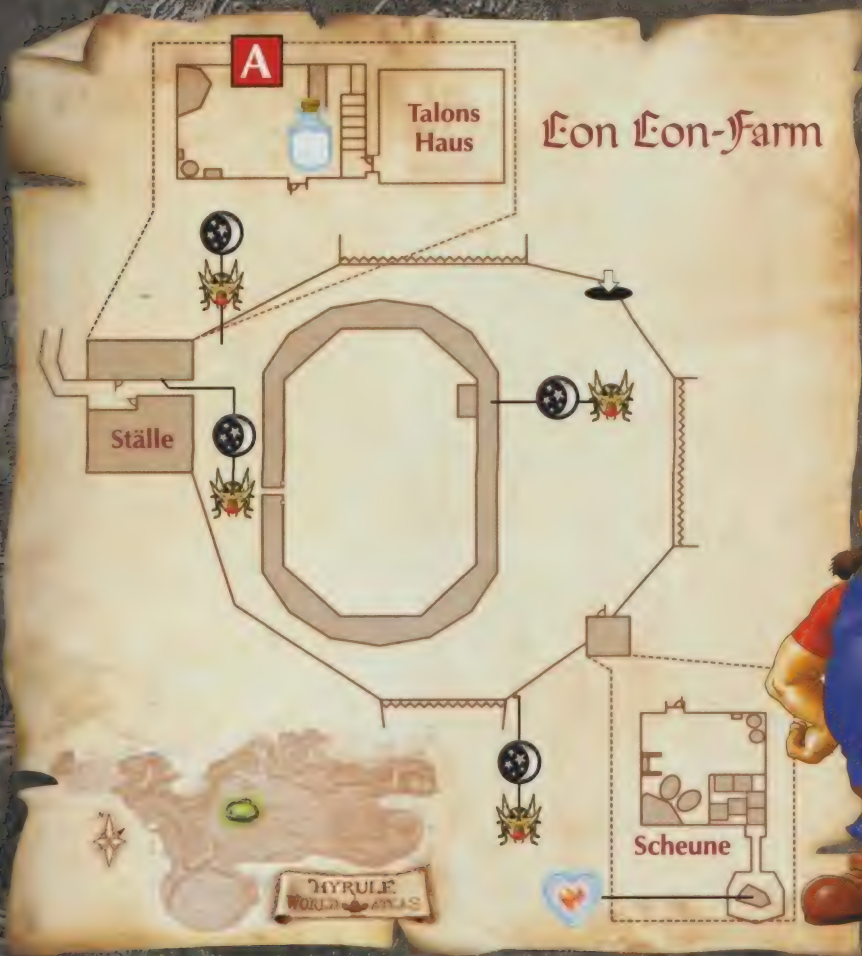 A
Talons
Haus
Lon Lon-Farm
Ställe
Scheune
HYRULE
WORLD ATLAS